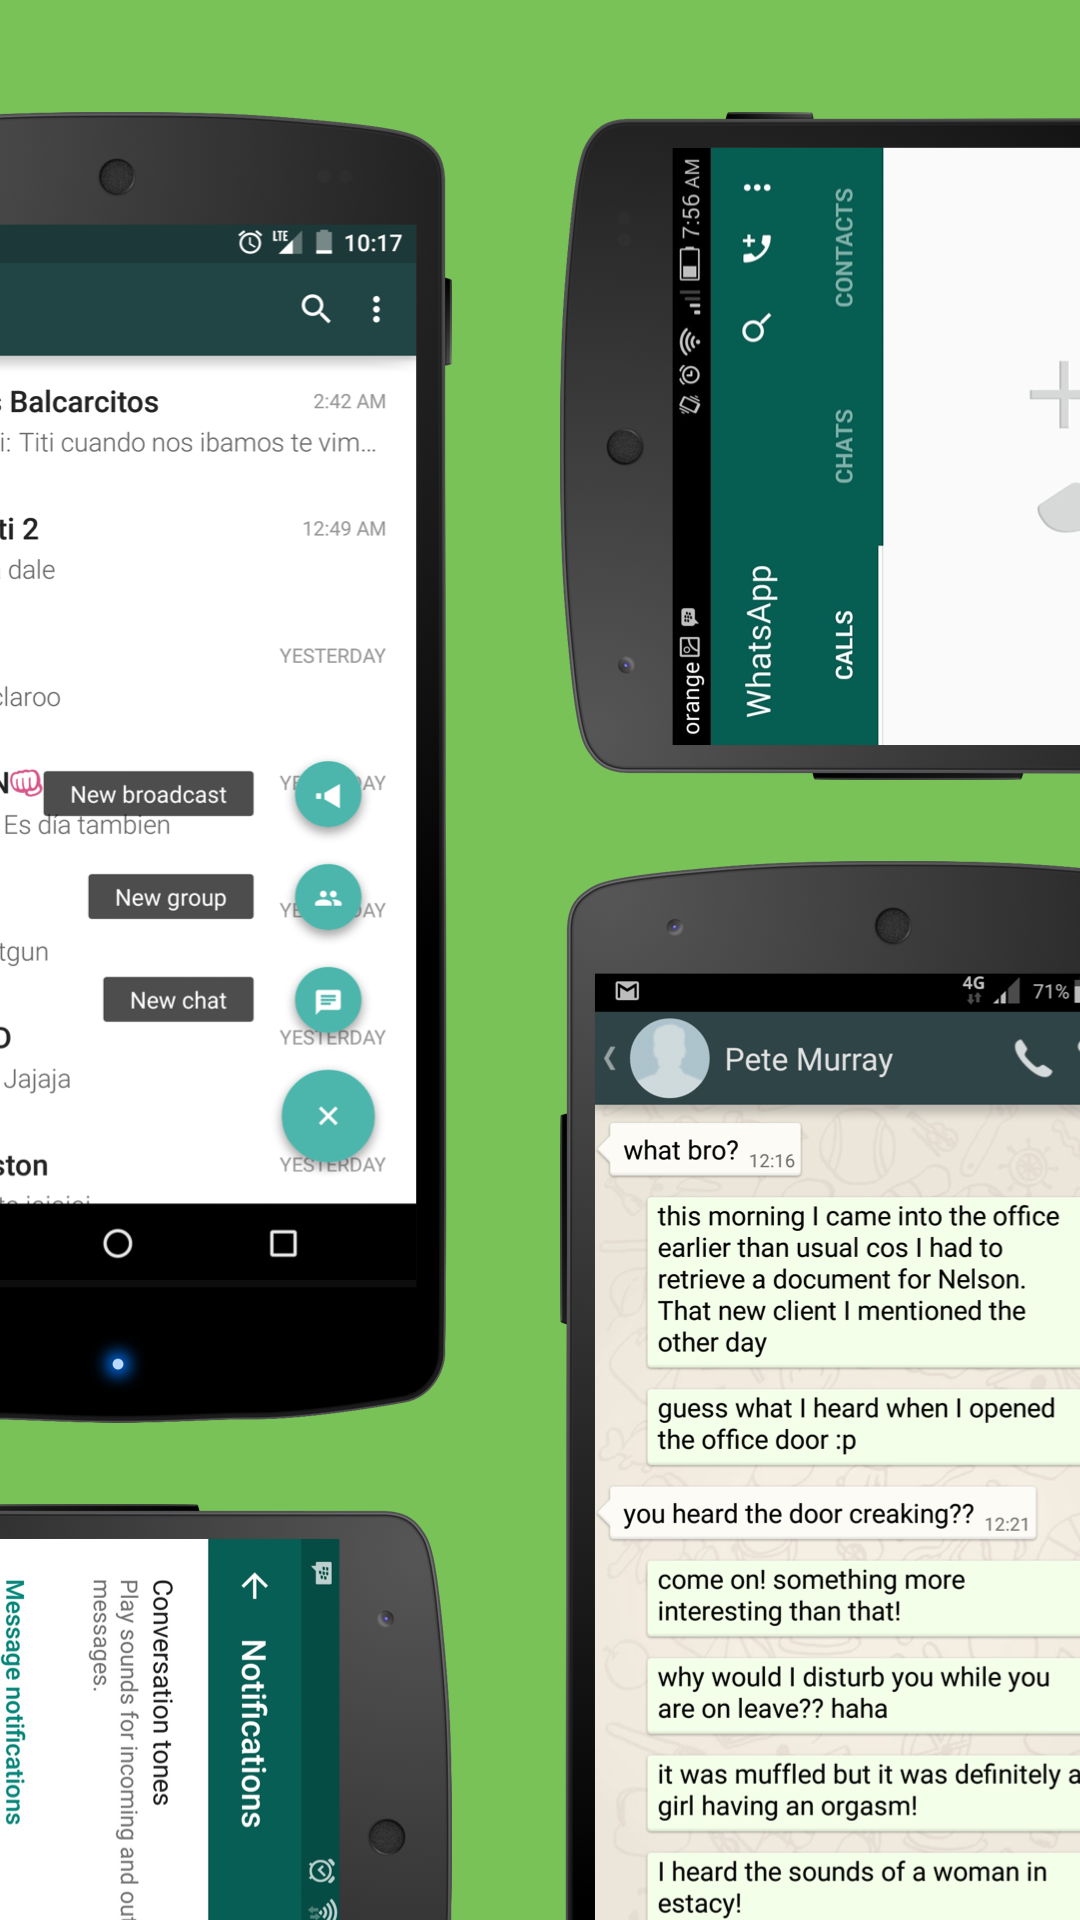 LTE 10:17
s Balcarcitos 2:42 AM
i: Titi cuando nos ibamos te vim...
ti 2 12:49 AM
dale
YESTERDAY
claroo
N
New broadcast
Es día tambien
New group
tgun
New chat
YESTERDAY
Jajaja
ston YESTERDAY
orange 7:56 AM
WhatsApp
CALLS CHATS CONTACTS
4G 71%
Pete Murray
what bro? 12:16
this morning I came into the office
earlier than usual cos I had to
retrieve a document for Nelson.
That new client I mentioned the
other day
guess what I heard when I opened
the office door :p
you heard the door creaking?? 12:21
come on! something more
interesting than that!
why would I disturb you while you
are on leave?? haha
it was muffled but it was definitely a
girl having an orgasm!
I heard the sounds of a woman in
estacy!
Notifications
Conversation tones
Play sounds for incoming and out
messages.
Message notifications